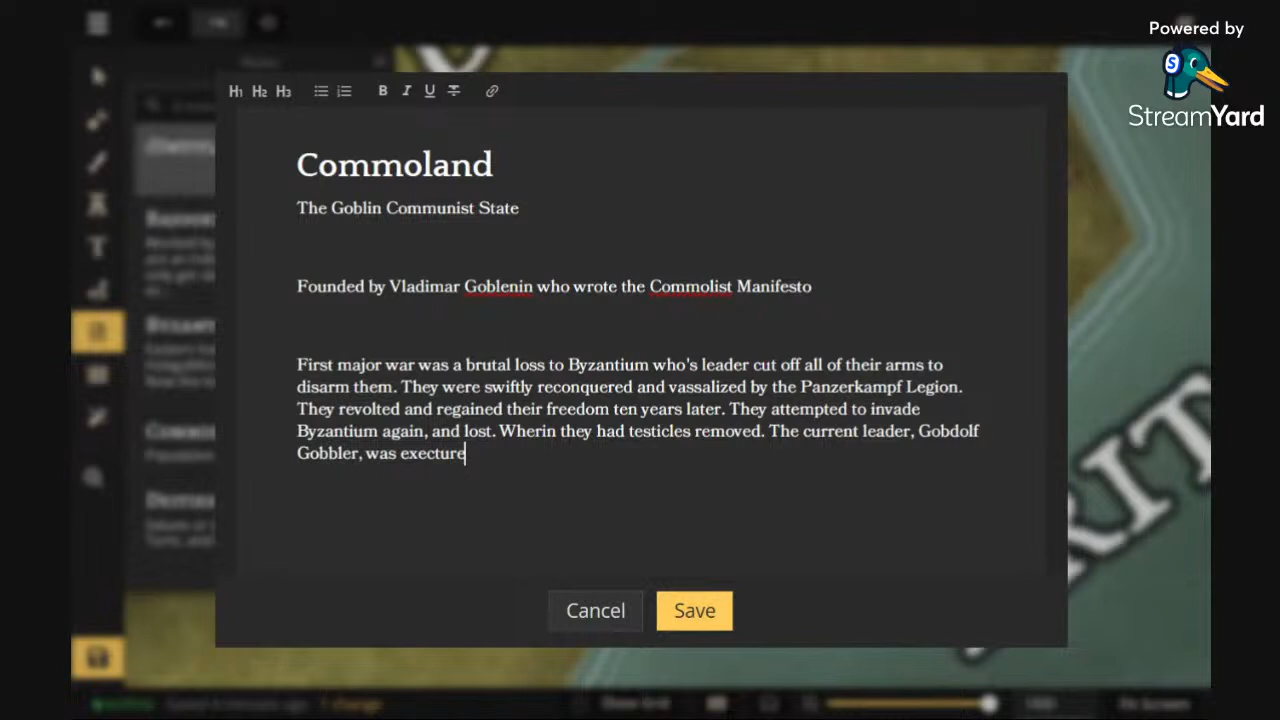 Powered by
StreamYard
H1 H2 H3 B I U T
Commoland
The Goblin Communist State
Founded by Vladimar Goblenin who wrote the Commolist Manifesto
First major war was a brutal loss to Byzantium who's leader cut off all of their arms to
disarm them. They were swiftly reconquered and vassalized by the Panzerkampf Legion.
They revolted and regained their freedom ten years later. They attempted to invade
Byzantium again, and lost. Wherin they had testicles removed. The current leader, Gobdolf
Gobbler, was execture
Cancel Save